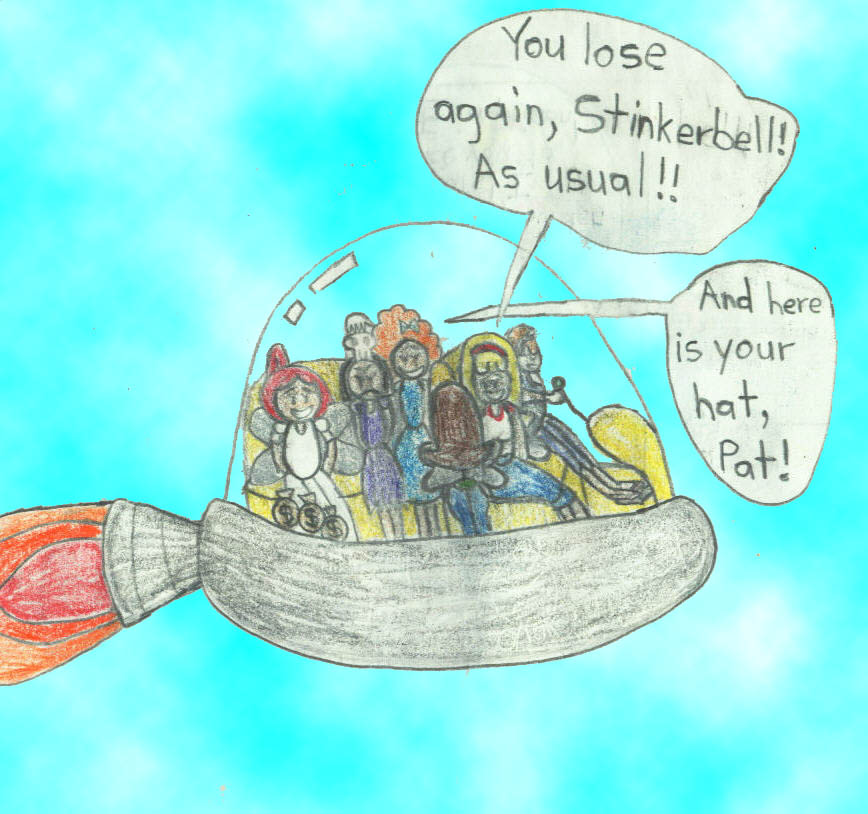 You lose
again, Stinkerbell!
As usual!!
And here
is your
hat,
Pat!
$ $ $